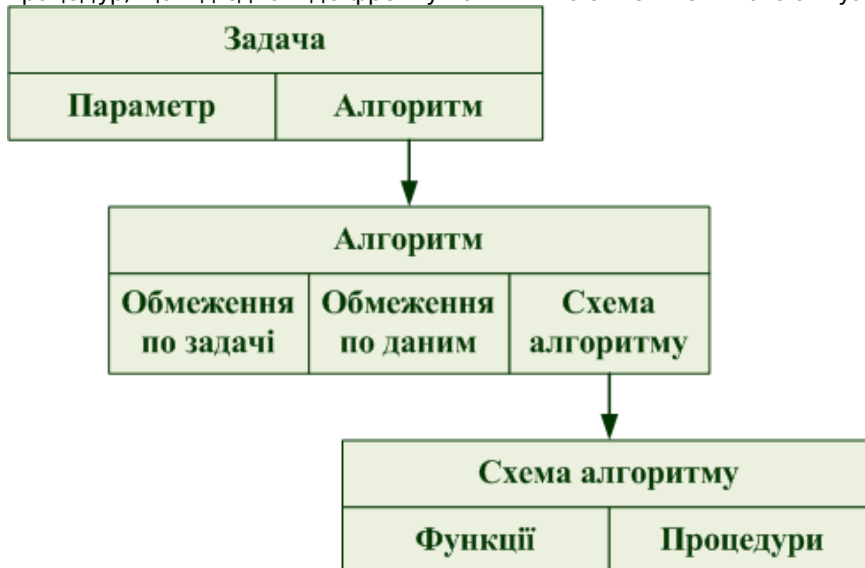 Задача
Параметр Алгоритм
Алгоритм
Обмеження по задачі
Обмеження по даним
Схема алгоритму
Схема алгоритму
Функції Процедури